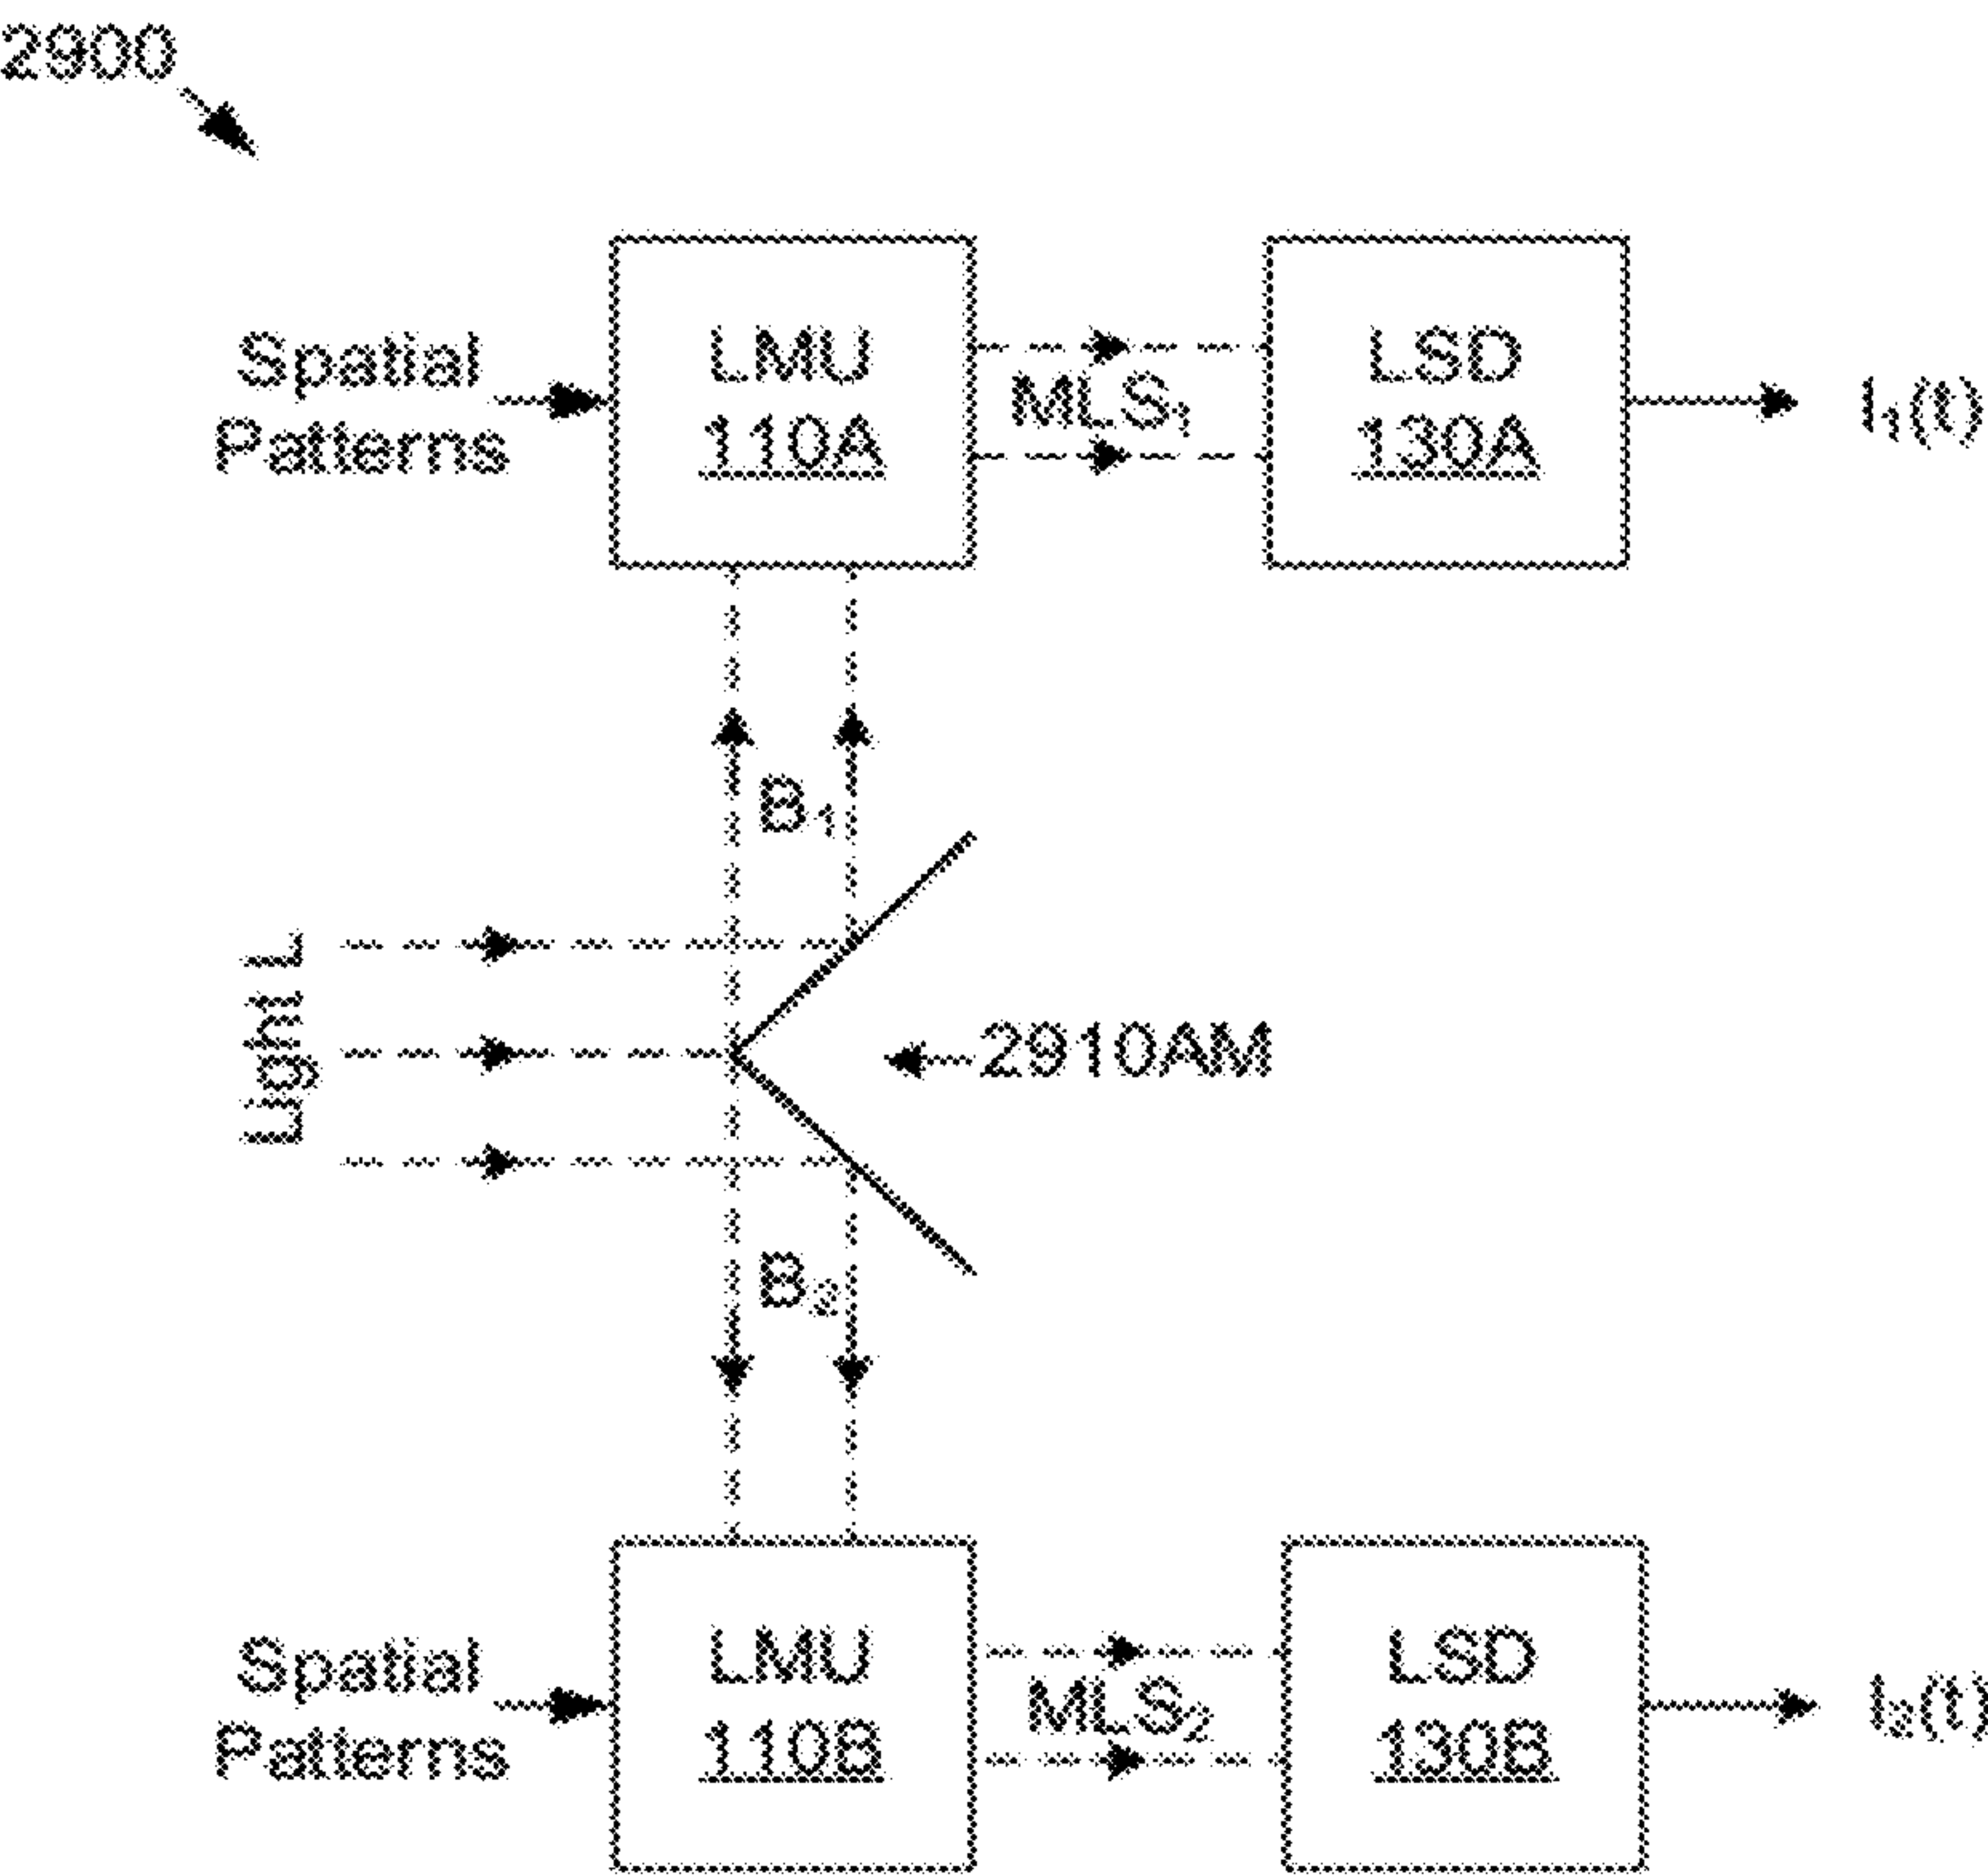 2900
Spatial
Patterns
LMU
110A
MLS₁
LSD
130A
I₁(t)
B₁
Light L
2910AM
B₂
Spatial
Patterns
LMU
110B
MLS₂
LSD
130B
I₂(t)